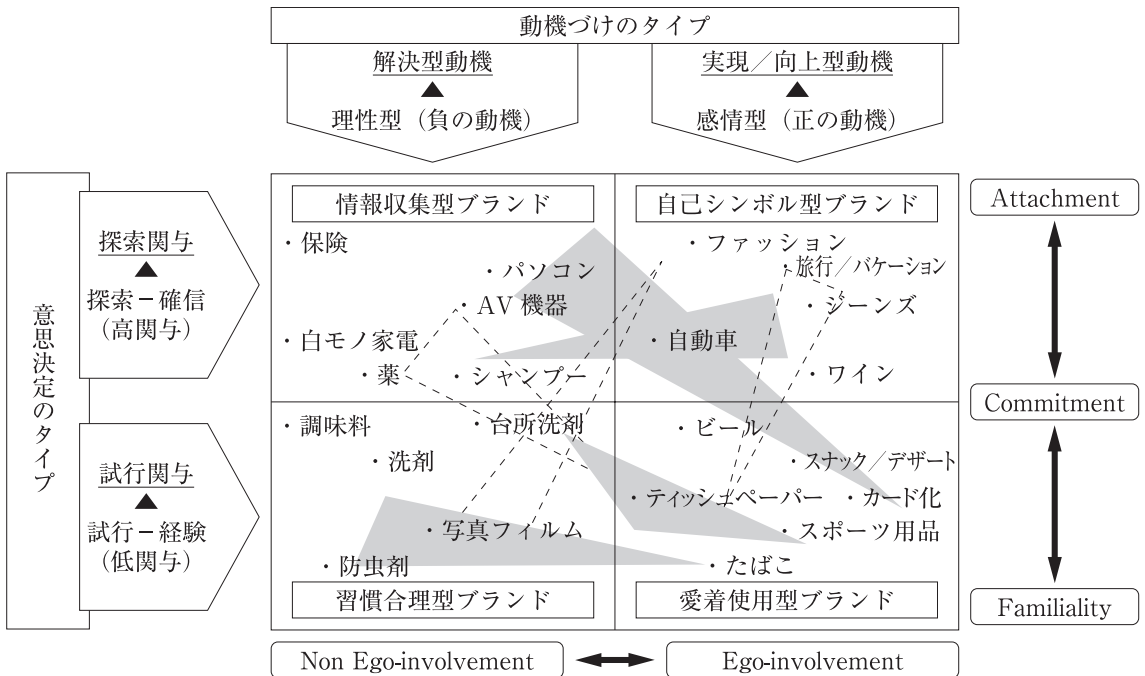 動機づけのタイプ
解決型動機
▲
理性型（負の動機）
実現／向上型動機
▲
感情型（正の動機）
意思決定のタイプ
探索関与
▲
探索－確信
(高関与)
試行関与
▲
試行－経験
(低関与)
情報収集型ブランド
・保険
・パソコン
・AV 機器
・白モノ家電
・薬
・シャンプー
自己シンボル型ブランド
・ファッション
・旅行／バケーション
・ジーンズ
・自動車
・ワイン
・調味料
・台所洗剤
・洗剤
・写真フィルム
・防虫剤
習慣合理型ブランド
・ビール
・スナック／デザート
・ティッシュペーパー
・カード化
・スポーツ用品
・たばこ
愛着使用型ブランド
Attachment
Commitment
Familiality
Non Ego-involvement
Ego-involvement